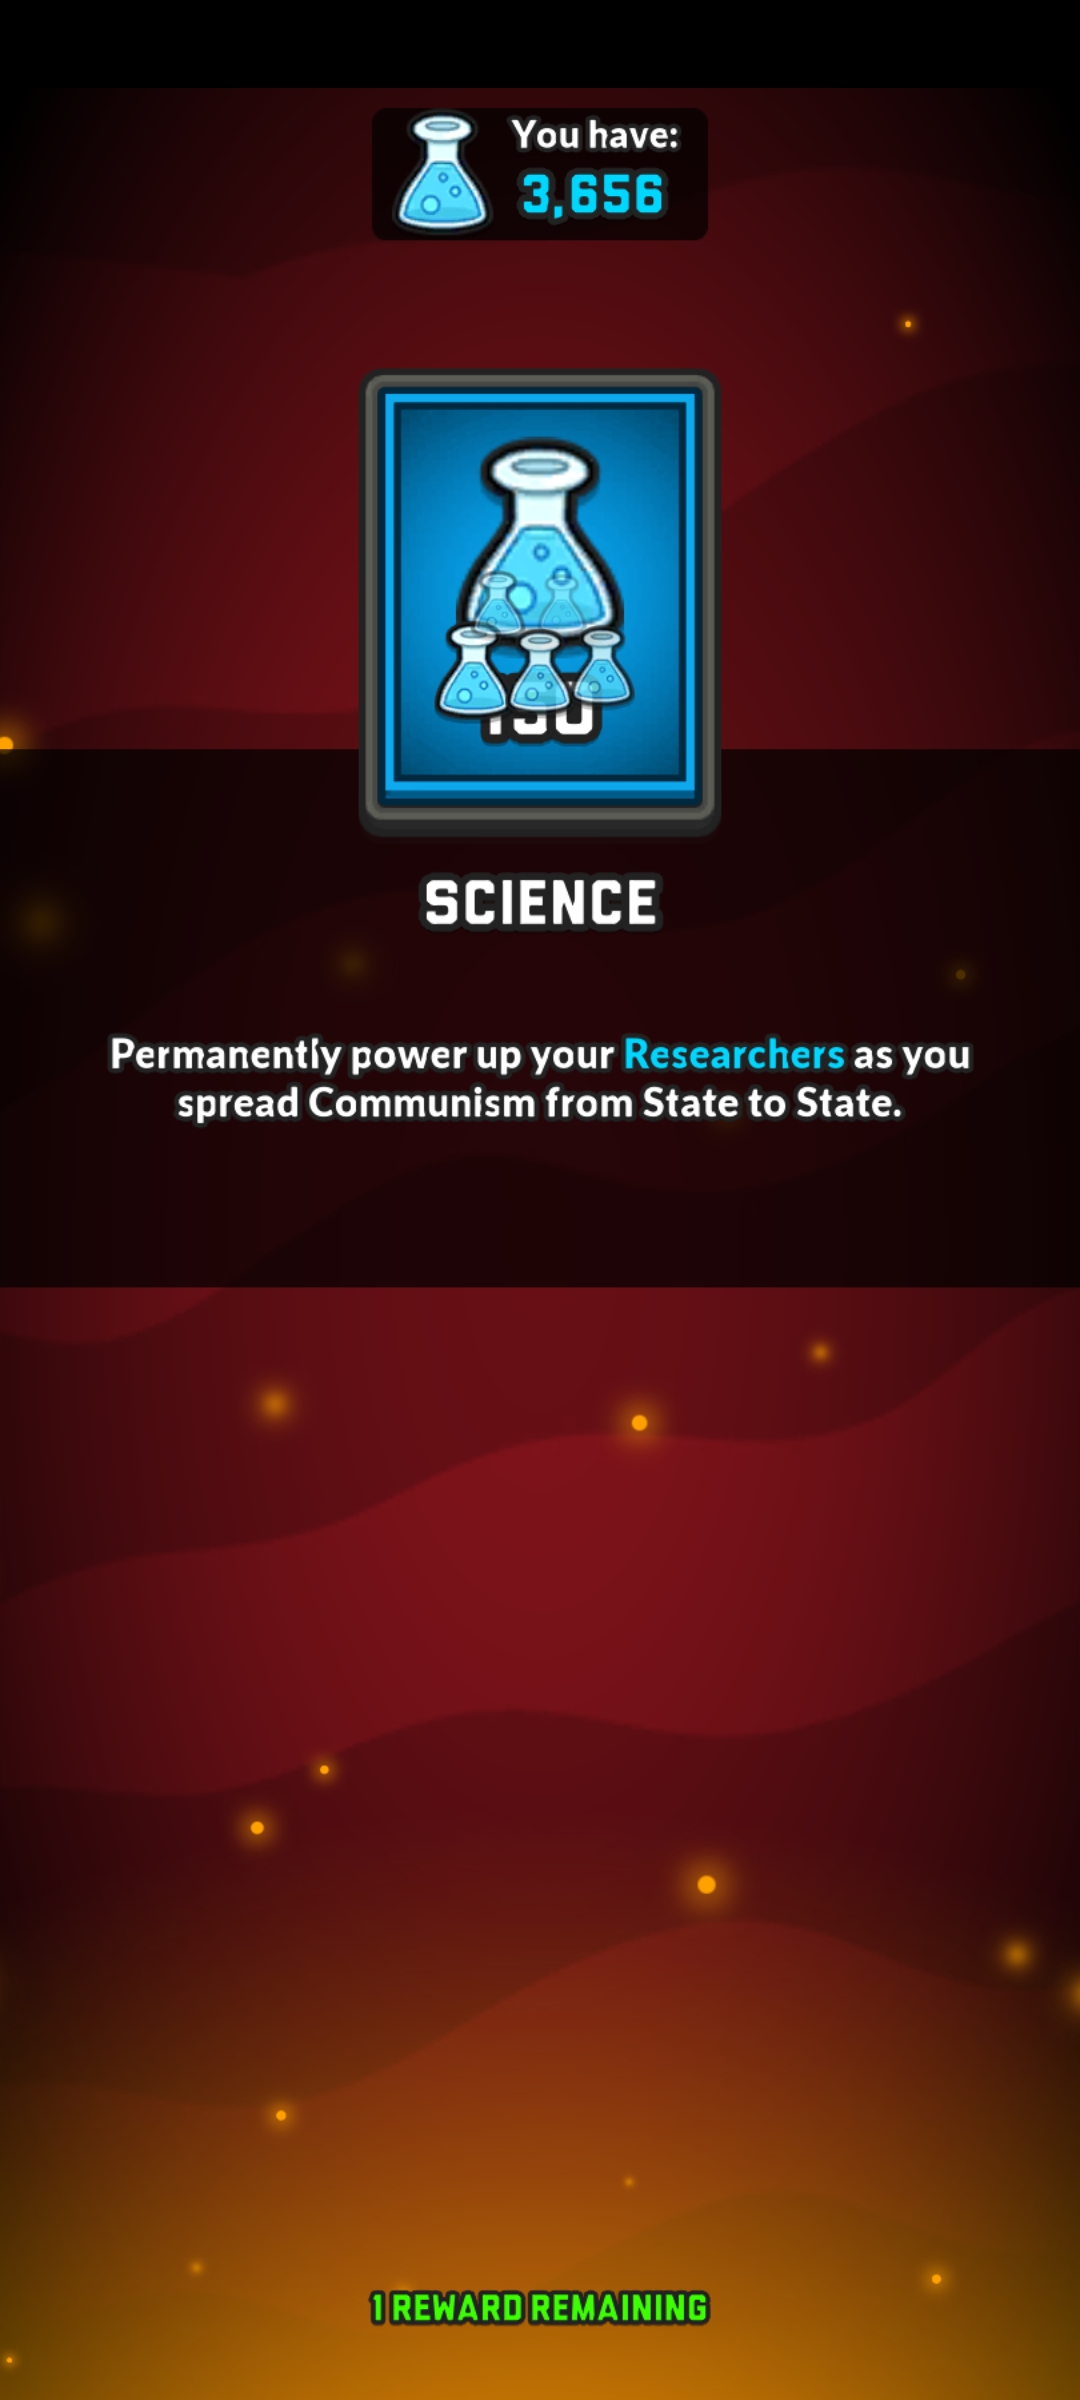 You have:
3,656
SCIENCE
Permanently power up your Researchers as you
spread Communism from State to State.
1 REWARD REMAINING